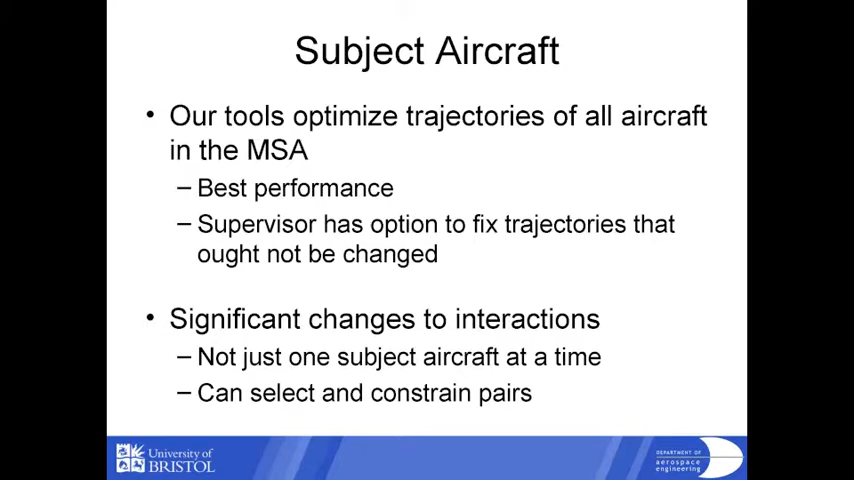 Subject Aircraft
• Our tools optimize trajectories of all aircraft
in the MSA
– Best performance
– Supervisor has option to fix trajectories that
ought not be changed
• Significant changes to interactions
– Not just one subject aircraft at a time
– Can select and constrain pairs
University of
BRISTOL
DEPARTMENT OF
aerospace
engineering